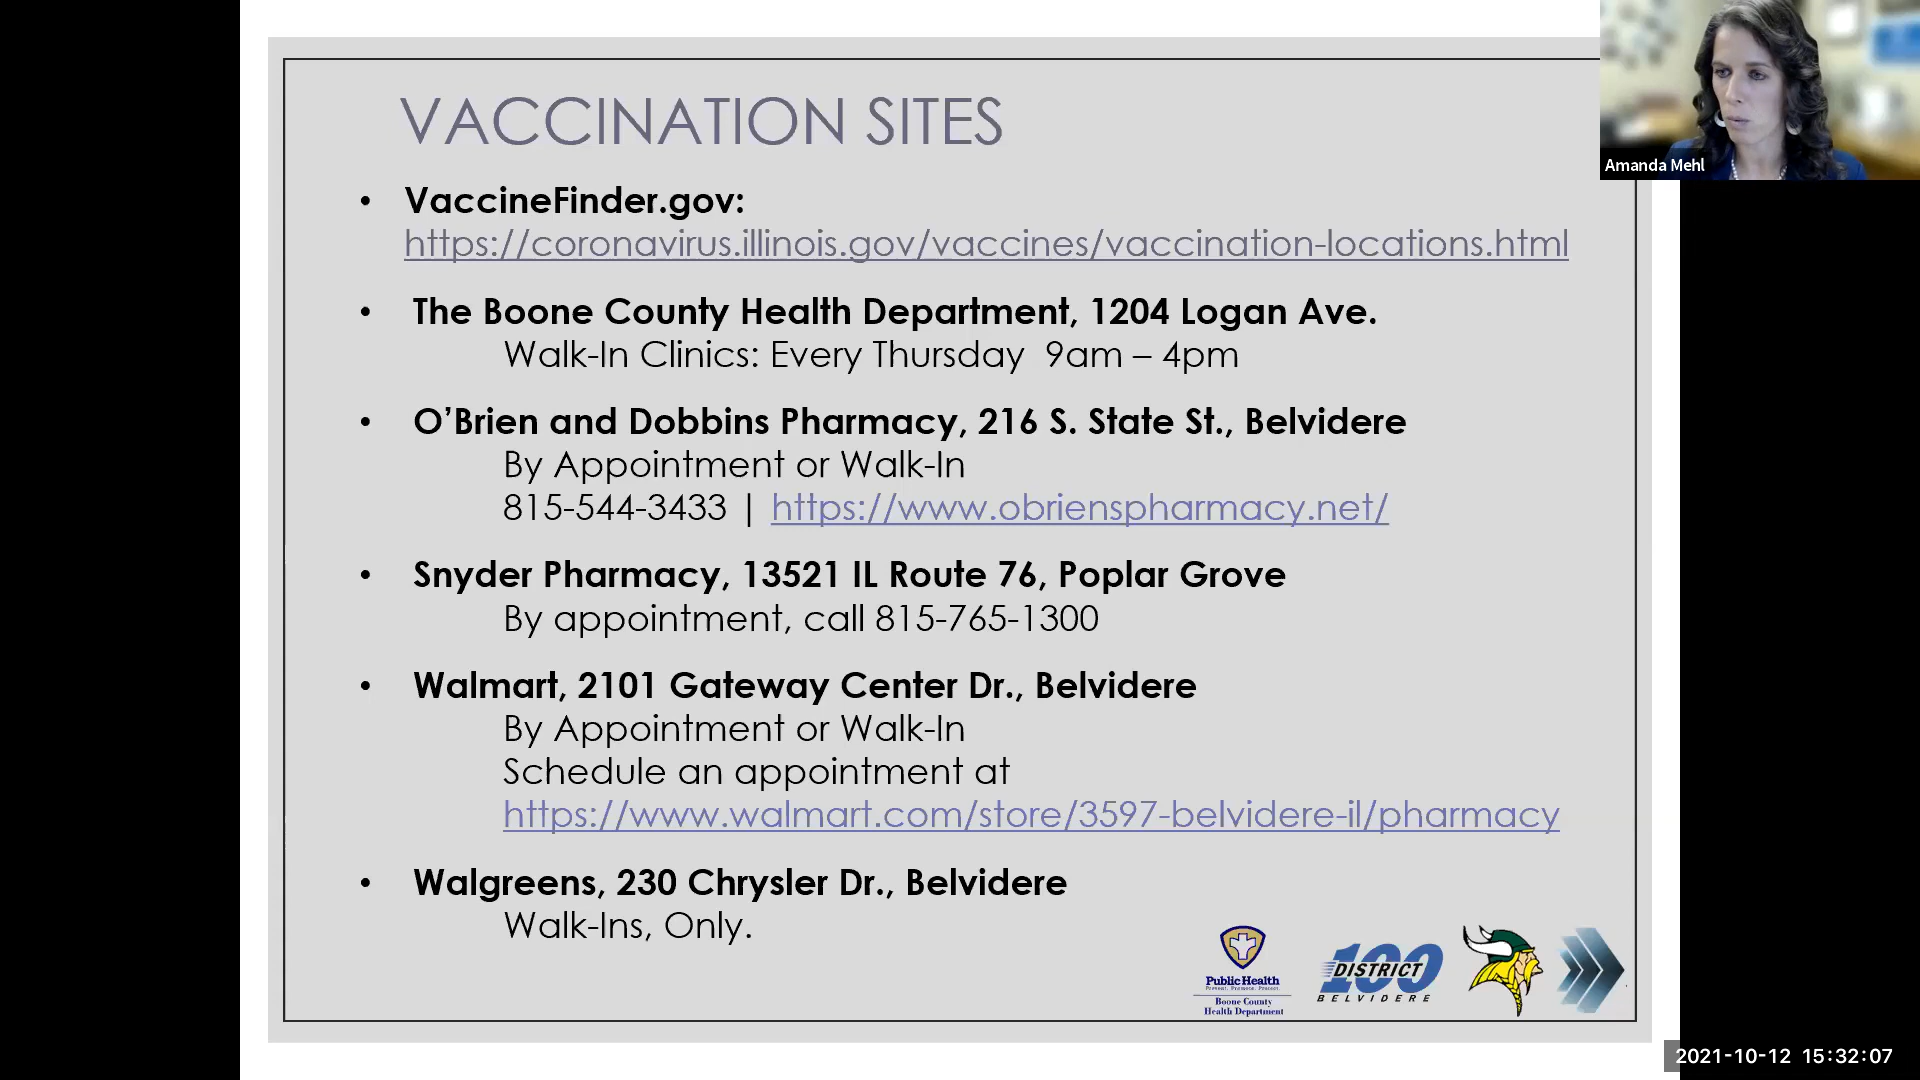 VACCINATION SITES
• VaccineFinder.gov:
https://coronavirus.illinois.gov/vaccines/vaccination-locations.html
• The Boone County Health Department, 1204 Logan Ave.
Walk-In Clinics: Every Thursday 9am – 4pm
• O’Brien and Dobbins Pharmacy, 216 S. State St., Belvidere
By Appointment or Walk-In
815-544-3433 | https://www.obrienspharmacy.net/
• Snyder Pharmacy, 13521 IL Route 76, Poplar Grove
By appointment, call 815-765-1300
• Walmart, 2101 Gateway Center Dr., Belvidere
By Appointment or Walk-In
Schedule an appointment at
https://www.walmart.com/store/3597-belvidere-il/pharmacy
• Walgreens, 230 Chrysler Dr., Belvidere
Walk-Ins, Only.
Public Health
Prevent. Promote. Protect.
Boone County
Health Department
DISTRICT 100
BELVIDERE
Amanda Mehl
2021-10-12 15:32:07